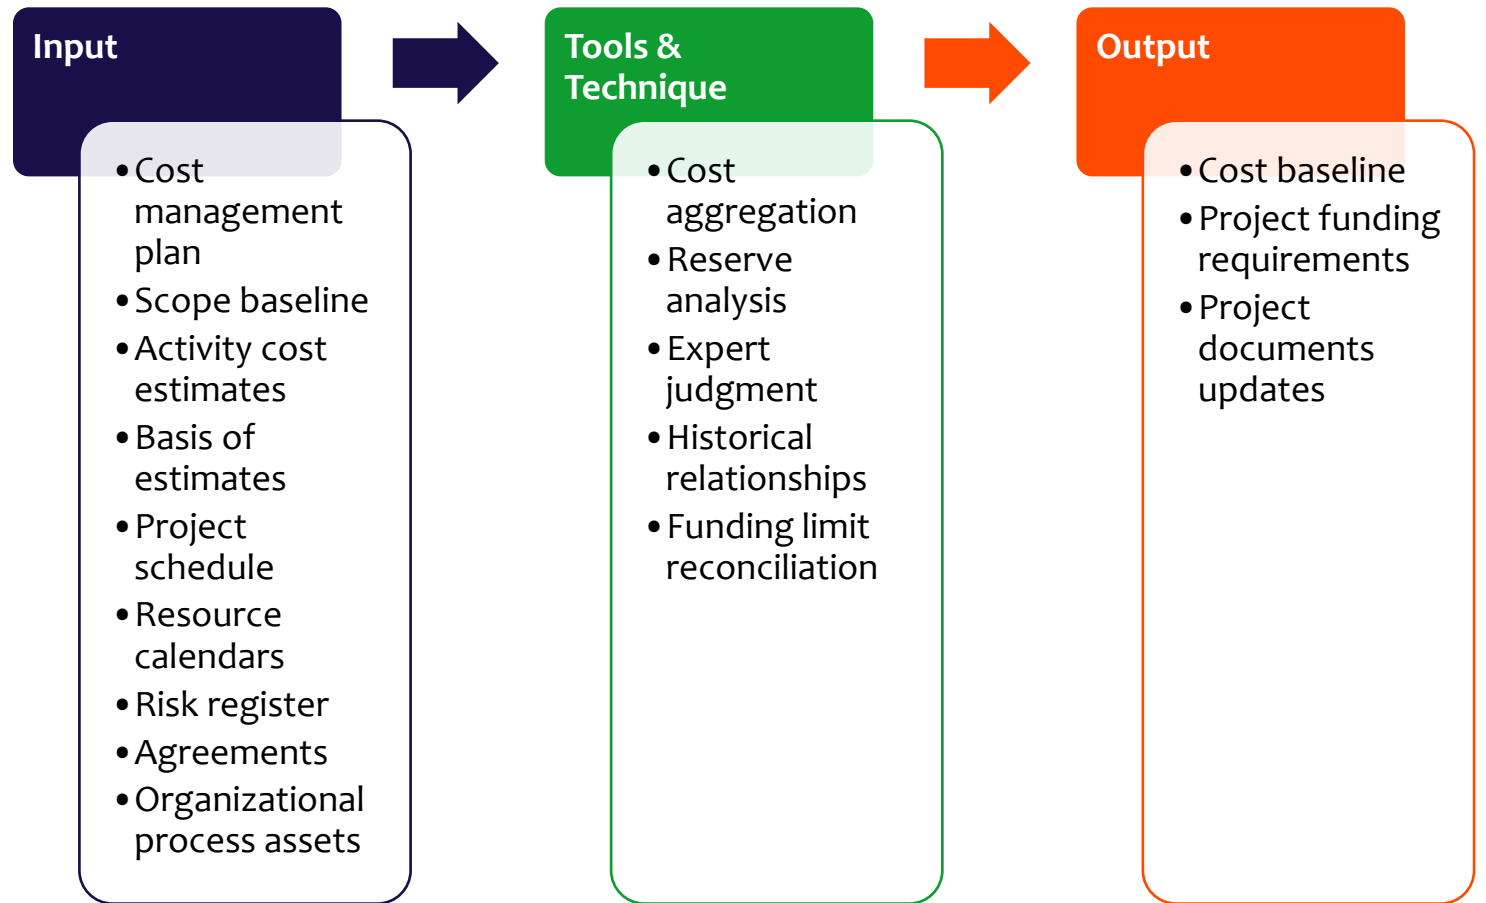 Input
•Cost
management
plan
•Scope baseline
•Activity cost
estimates
•Basis of
estimates
•Project
schedule
•Resource
calendars
•Risk register
•Agreements
•Organizational
process assets
Tools &
Technique
•Cost
aggregation
•Reserve
analysis
•Expert
judgment
•Historical
relationships
•Funding limit
reconciliation
Output
•Cost baseline
•Project funding
requirements
•Project
documents
updates